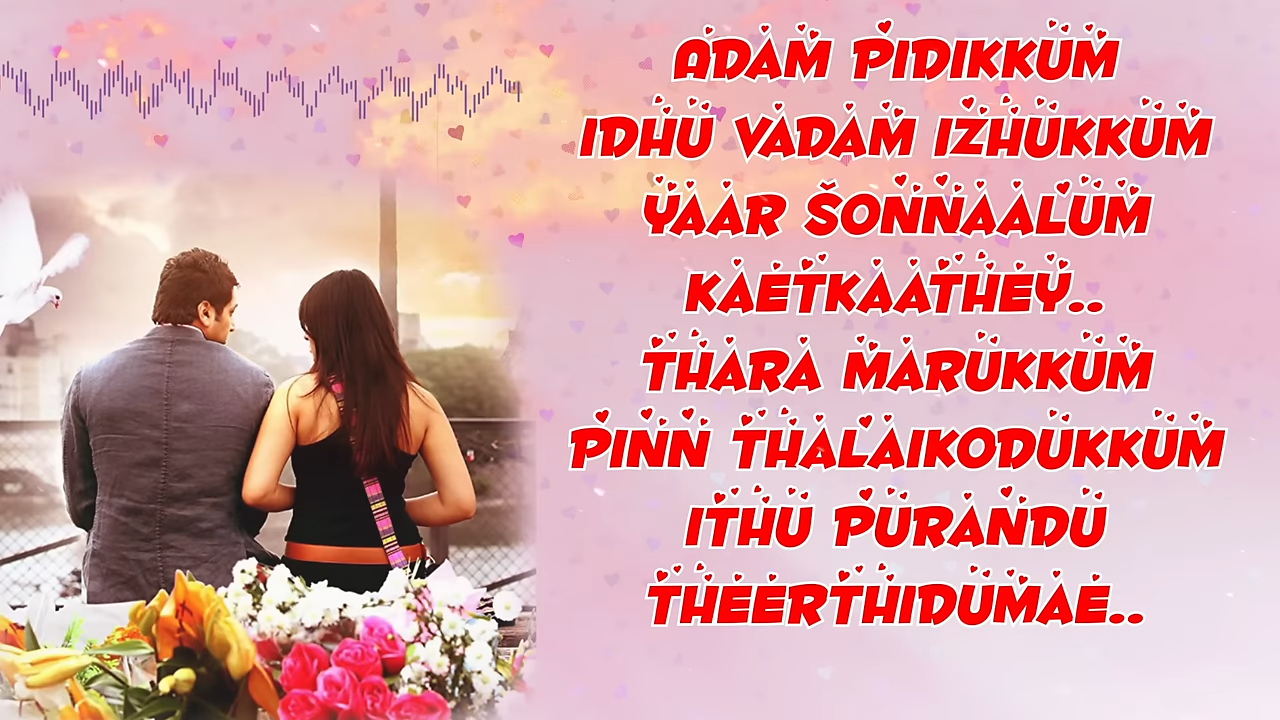 ADAM PIDIKKUM
IDHU VADAM IZHUKKUM
YAAR SONNAALUM
KAETKAATHEY..
THARA MARUKKUM
PINN THALAIKODUKKUM
ITHU PURANDU
THEERTHIDUMAE..